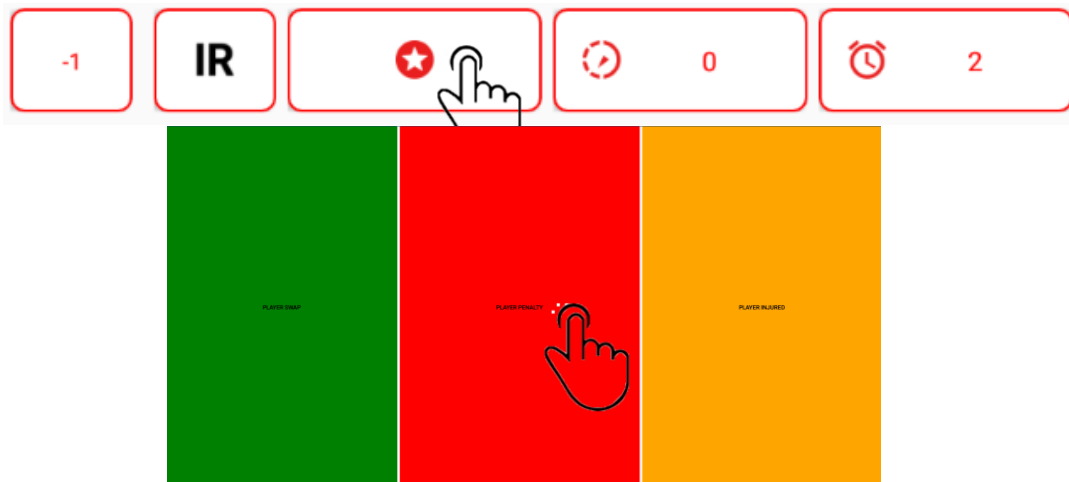 -1 IR 0 2
PLAYER SWAP PLAYER PENALTY PLAYER INJURED